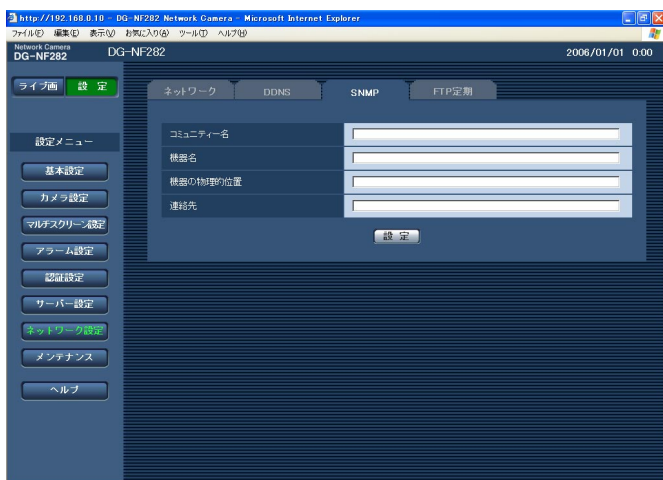 http://192.168.0.10 - DG-NF282 Network Camera - Microsoft Internet Explorer
ファイル(F) 編集(E) 表示(V) お気に入り(A) ツール(T) ヘルプ(H)
Network Camera
DG-NF282
DG-NF282
2006/01/01 0:00
ライブ画 設 定
ネットワーク DDNS SNMP FTP定期
設定メニュー
コミュニティー名
機器名
機器の物理的位置
連絡先
設 定
基本設定
カメラ設定
マルチスクリーン設定
アラーム設定
認証設定
サーバー設定
ネットワーク設定
メンテナンス
ヘルプ